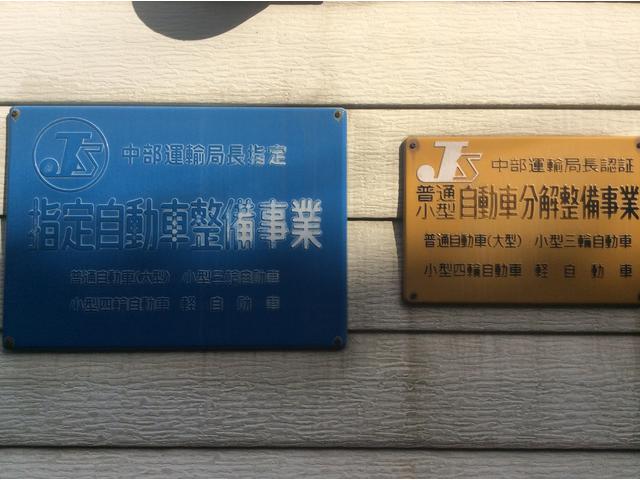 JS
中部運輸局長指定
指定自動車整備事業
普通自動車(大型) 小型三輪自動車
小型四輪自動車 軽自動車
JS
中部運輸局長認証
普通
小型
自動車分解整備事業
普通自動車(大型) 小型三輪自動車
小型四輪自動車 軽自動車